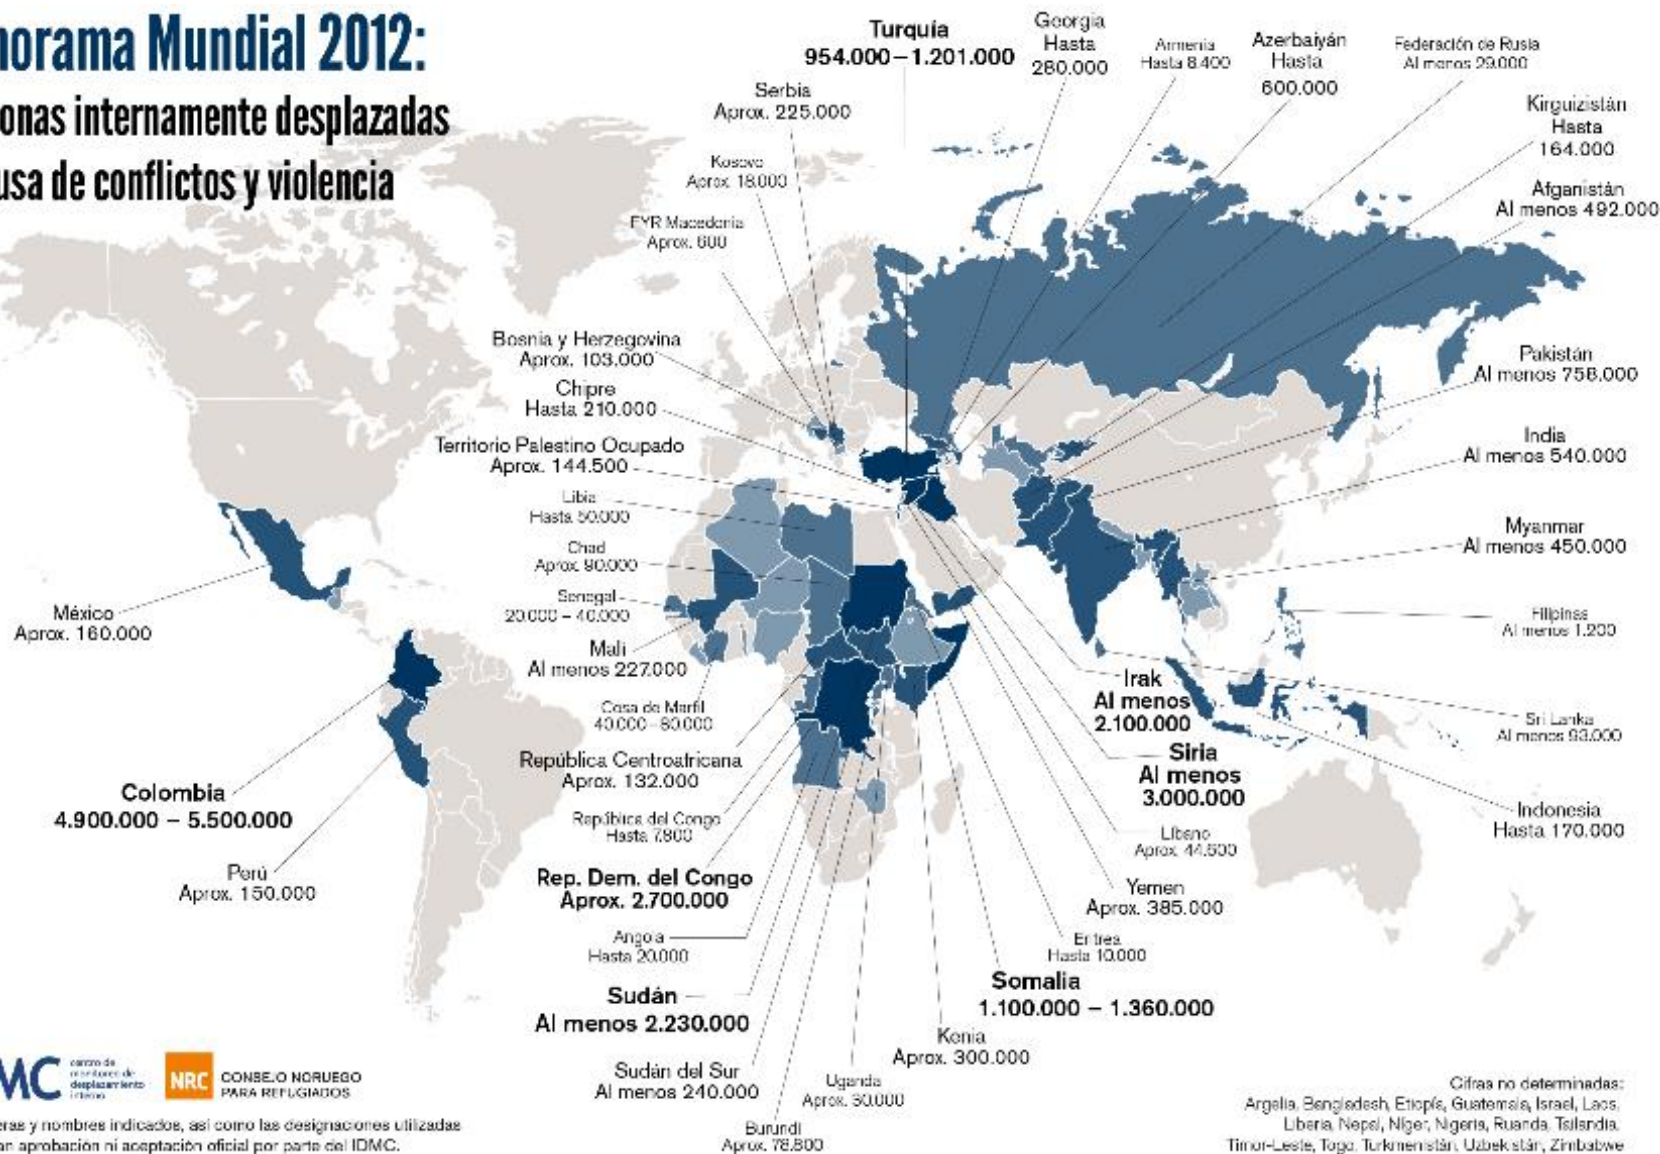 norama Mundial 2012:
onas internamente desplazadas
usa de conflictos y violencia
Turquía
954.000–1.201.000
Georgia
Hasta
280.000
Armenia
Hasta 8.400
Azerbaiyán
Hasta
600.000
Federación de Rusia
Al menos 29.000
Serbia
Aprox. 225.000
Kirguizistán
Hasta
164.000
Kosovo
Aprox. 18.000
Afganistán
Al menos 492.000
FYR Macedonia
Aprox. 600
Bosnia y Herzegovina
Aprox. 103.000
Pakistán
Al menos 758.000
Chipre
Hasta 210.000
Territorio Palestino Ocupado
Aprox. 144.500
India
Al menos 540.000
Libia
Hasta 50.000
Myanmar
Al menos 450.000
Chad
Aprox. 90.000
Senegal
20.000 – 40.000
México
Aprox. 160.000
Filipinas
Al menos 1.200
Mali
Al menos 227.000
Irak
Al menos
2.100.000
Cosa de Marfil
40.000–80.000
Sri Lanka
Al menos 93.000
República Centroafricana
Aprox. 132.000
Siria
Al menos
3.000.000
Colombia
4.900.000 – 5.500.000
República del Congo
Hasta 7.800
Indonesia
Hasta 170.000
Líbano
Aprox. 44.600
Perú
Aprox. 150.000
Rep. Dem. del Congo
Aprox. 2.700.000
Yemen
Aprox. 385.000
Angola
Hasta 20.000
Eritrea
Hasta 10.000
Sudán
Al menos 2.230.000
Somalia
1.100.000 – 1.360.000
Kenia
Aprox. 300.000
Sudán del Sur
Al menos 240.000
Uganda
Aprox. 30.000
Burundi
Aprox. 78.800
MC
centro de
monitoreo de
desplazamiento
interno
NRC
CONSEJO NORUEGO
PARA REFUGIADOS
eras y nombres indicados, así como las designaciones utilizadas
an aprobación ni aceptación oficial por parte del IDMC.
Cifras no determinadas:
Argelia, Bangladesh, Etiopía, Guatemala, Israel, Laos,
Liberia, Nepal, Níger, Nigeria, Ruanda, Tailandia,
Timor-Leste, Togo, Turkmenistán, Uzbekistán, Zimbabwe